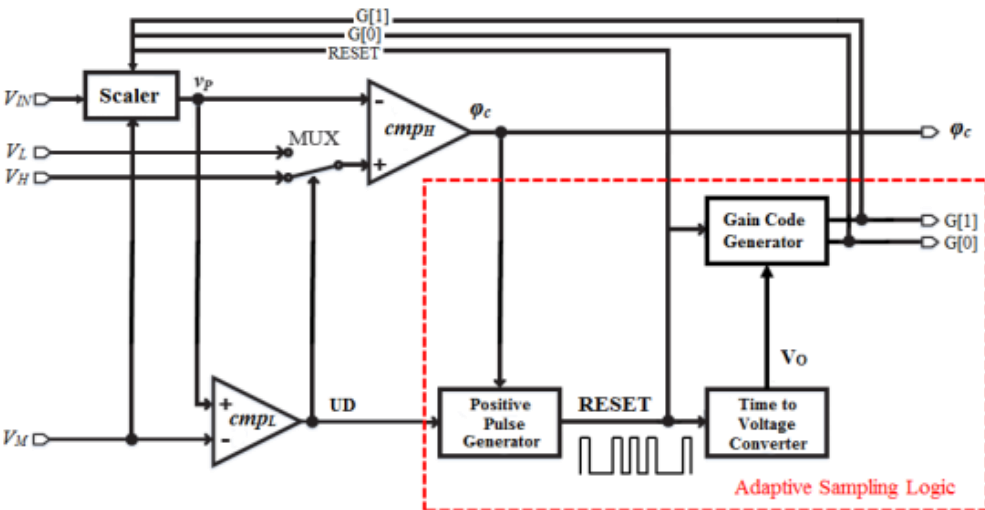 G[1]
G[0]
RESET
V_IN
Scaler
v_P
V_L
MUX
V_H
-
cmp_H
+
φ_c
φ_c
Gain Code
Generator
G[1]
G[0]
V_O
UD
+
cmp_L
-
V_M
Positive
Pulse
Generator
RESET
Time to
Voltage
Converter
Adaptive Sampling Logic